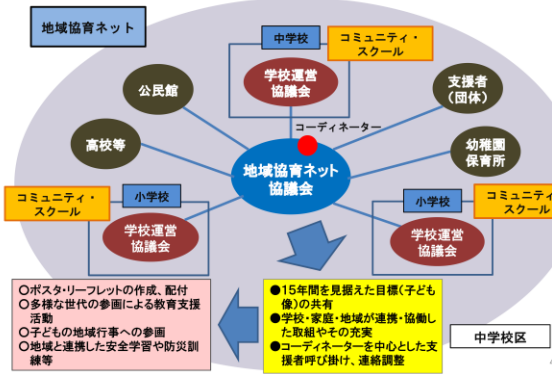 地域協育ネット
中学校
コミュニティ・
スクール
学校運営
協議会
公民館
支援者
(団体)
コーディネーター
高校等
幼稚園
保育所
地域協育ネット
協議会
コミュニティ・
スクール
小学校
学校運営
協議会
小学校
コミュニティ・
スクール
学校運営
協議会
○ポスタ・リーフレットの作成、配付
○多様な世代の参画による教育支援
活動
○子どもの地域行事への参画
○地域と連携した安全学習や防災訓
練等
●15年間を見据えた目標(子ども
像)の共有
●学校・家庭・地域が連携・協働し
た取組やその充実
●コーディネーターを中心とした支
援者呼び掛け、連絡調整
中学校区